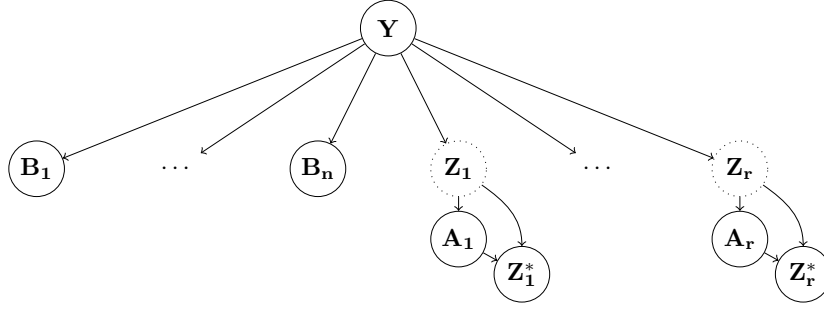 Y
B₁ ... Bₙ Z₁ ... Zᵣ
A₁ Aᵣ
Z₁* Zᵣ*